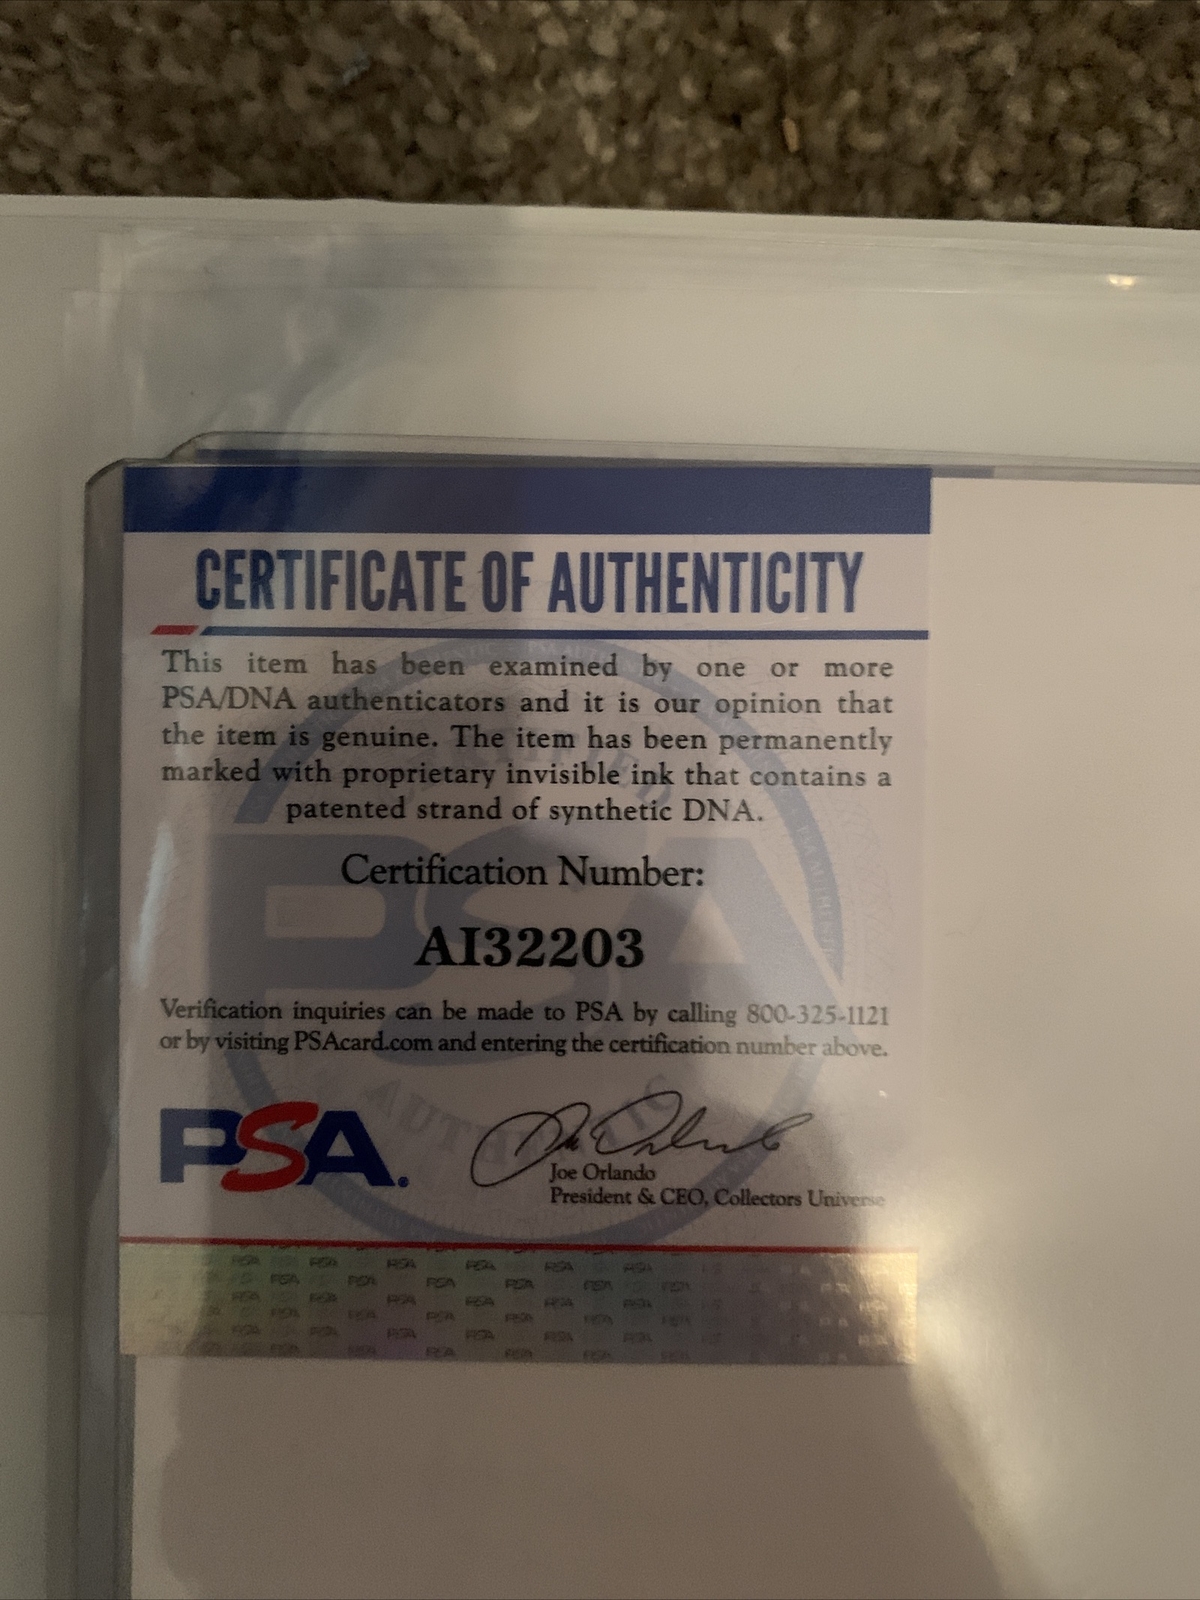 CERTIFICATE OF AUTHENTICITY
This item has been examined by one or more
PSA/DNA authenticators and it is our opinion that
the item is genuine. The item has been permanently
marked with proprietary invisible ink that contains a
patented strand of synthetic DNA.
Certification Number:
AI32203
Verification inquiries can be made to PSA by calling 800-325-1121
or by visiting PSAcard.com and entering the certification number above.
PSA
Joe Orlando
President & CEO, Collectors Universe